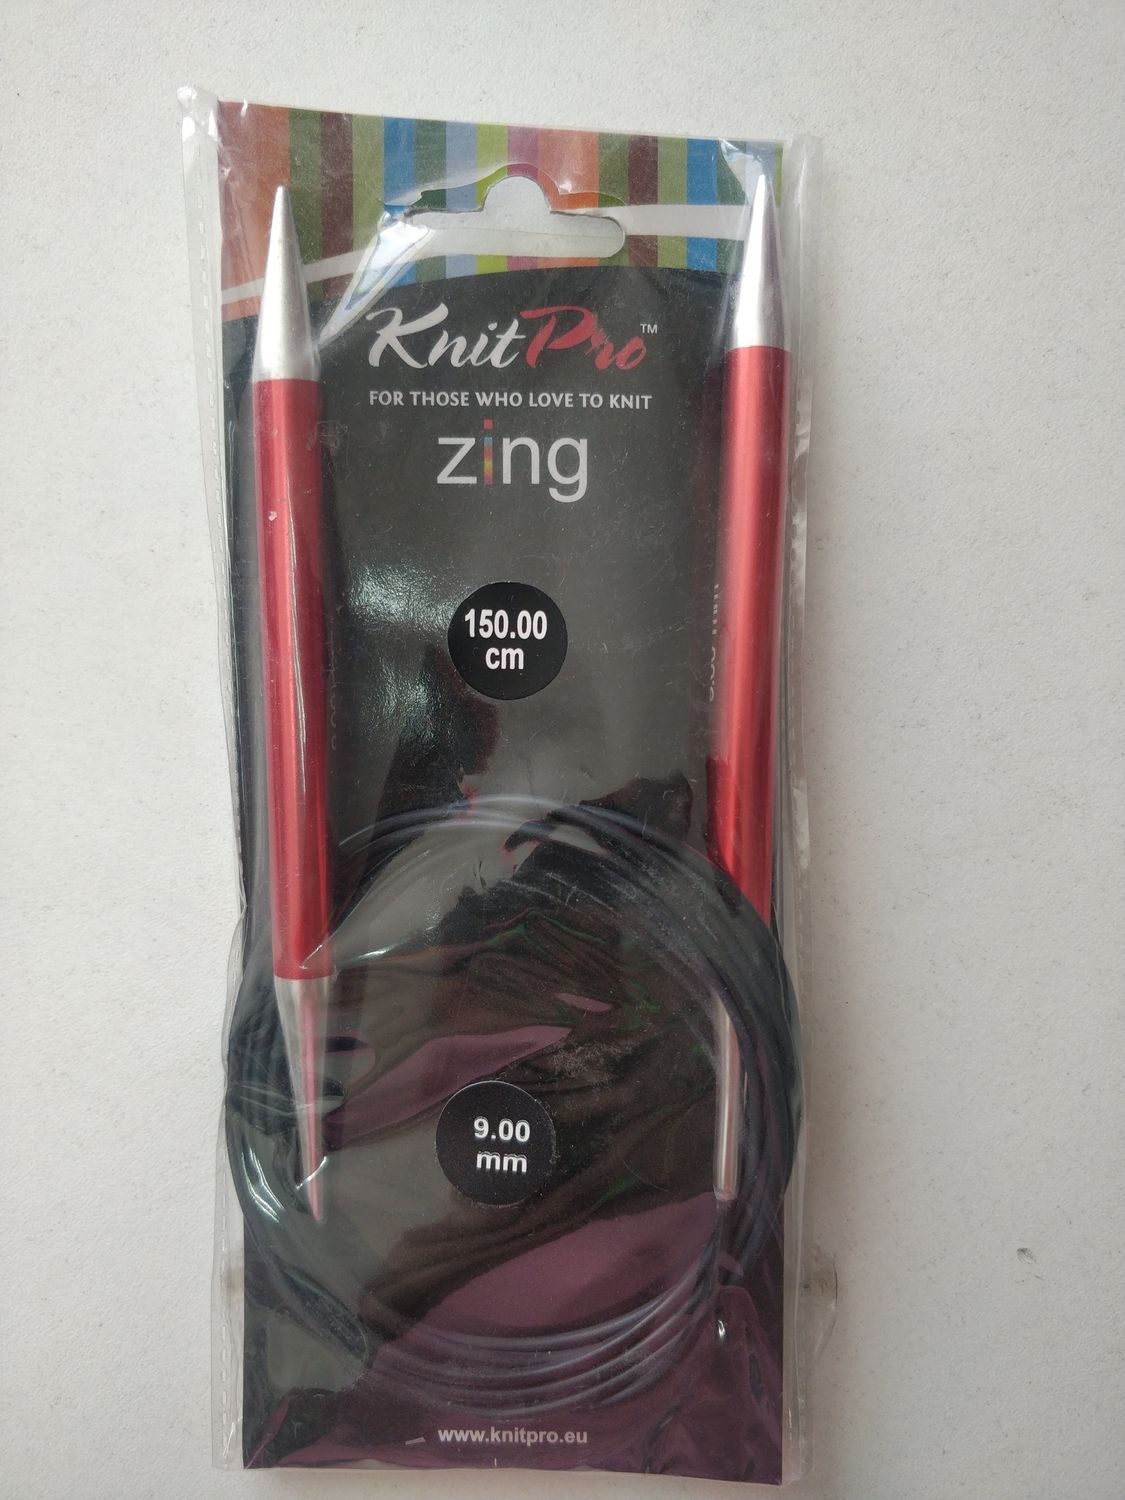 KnitPro™
FOR THOSE WHO LOVE TO KNIT
zing
150.00
cm
9.00
mm
www.knitpro.eu